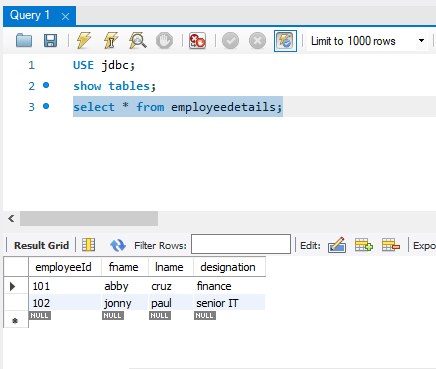 Query 1
Limit to 1000 rows
1 USE jdbc;
2 show tables;
3 select * from employeedetails;
Result Grid Filter Rows: Edit: Expo
employeeId fname lname designation
101 abby cruz finance
102 jonny paul senior IT
NULL NULL NULL NULL